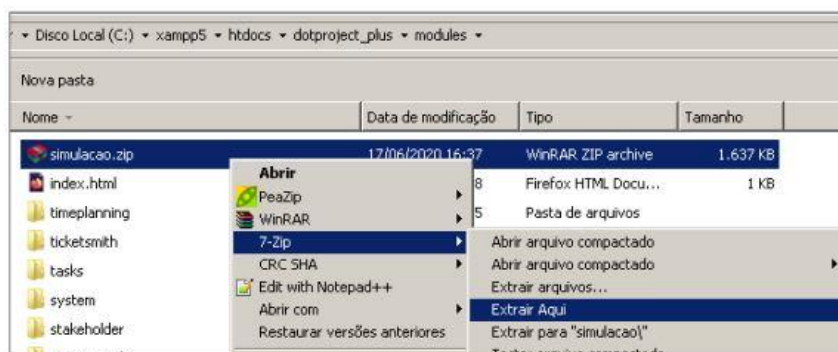 Disco Local (C:) xampp5 htdocs dotproject_plus modules
Nova pasta
Nome Data de modificação Tipo Tamanho
simulacao.zip 17/06/2020 16:37 WinRAR ZIP archive 1.637 KB
index.html 8 Firefox HTML Docu... 1 KB
timeplanning 5 Pasta de arquivos
ticketsmith
tasks
system
stakeholder
Abrir
PeaZip
WinRAR
7-Zip
CRC SHA
Edit with Notepad++
Abrir com
Restaurar versões anteriores
Abrir arquivo compactado
Abrir arquivo compactado
Extrair arquivos...
Extrair Aqui
Extrair para "simulacao\"